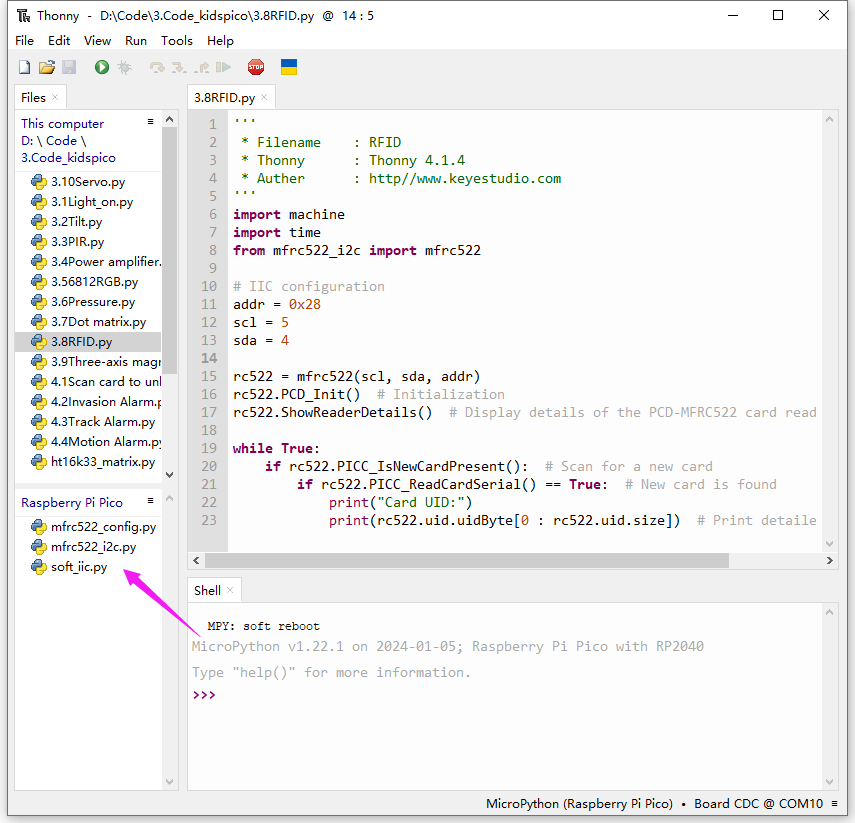 Thonny - D:\Code\3.Code_kidspico\3.8RFID.py @ 14 : 5
File Edit View Run Tools Help
STOP
Files
This computer
D: \ Code \
3.Code_kidspico
3.10Servo.py
3.1Light_on.py
3.2Tilt.py
3.3PIR.py
3.4Power amplifier.
3.56812RGB.py
3.6Pressure.py
3.7Dot matrix.py
3.8RFID.py
3.9Three-axis magn
4.1Scan card to unl
4.2Invasion Alarm.p
4.3Track Alarm.py
4.4Motion Alarm.py
ht16k33_matrix.py
Raspberry Pi Pico
mfrc522_config.py
mfrc522_i2c.py
soft_iic.py
3.8RFID.py
1 '''
2 * Filename : RFID
3 * Thonny : Thonny 4.1.4
4 * Auther : http//www.keyestudio.com
5 '''
6 import machine
7 import time
8 from mfrc522_i2c import mfrc522
9
10 # IIC configuration
11 addr = 0x28
12 scl = 5
13 sda = 4
14
15 rc522 = mfrc522(scl, sda, addr)
16 rc522.PCD_Init() # Initialization
17 rc522.ShowReaderDetails() # Display details of the PCD-MFRC522 card read
18
19 while True:
20 if rc522.PICC_IsNewCardPresent(): # Scan for a new card
21 if rc522.PICC_ReadCardSerial() == True: # New card is found
22 print("Card UID:")
23 print(rc522.uid.uidByte[0 : rc522.uid.size]) # Print detaile
Shell
MPY: soft reboot
MicroPython v1.22.1 on 2024-01-05; Raspberry Pi Pico with RP2040
Type "help()" for more information.
>>>
MicroPython (Raspberry Pi Pico) • Board CDC @ COM10 ≡